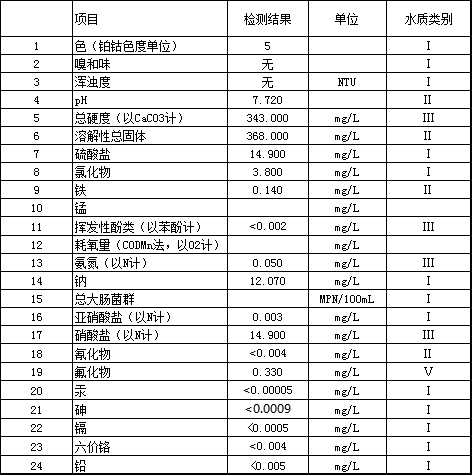 项目 检测结果 单位 水质类别
1 色（铂钴色度单位） 5 I
2 嗅和味 无 I
3 浑浊度 无 NTU I
4 pH 7.720 II
5 总硬度（以CaCO3计） 343.000 mg/L III
6 溶解性总固体 368.000 mg/L II
7 硫酸盐 14.900 mg/L I
8 氯化物 3.800 mg/L I
9 铁 0.140 mg/L II
10 锰 mg/L
11 挥发性酚类（以苯酚计） <0.002 mg/L III
12 耗氧量（CODMn法，以O2计） mg/L
13 氨氮（以N计） 0.050 mg/L III
14 钠 12.070 mg/L I
15 总大肠菌群 MPN/100mL I
16 亚硝酸盐（以N计） 0.003 mg/L I
17 硝酸盐（以N计） 14.900 mg/L III
18 氰化物 <0.004 mg/L II
19 氟化物 0.330 mg/L V
20 汞 <0.00005 mg/L I
21 砷 <0.0009 mg/L I
22 镉 <0.0005 mg/L I
23 六价铬 <0.004 mg/L I
24 铅 <0.005 mg/L I